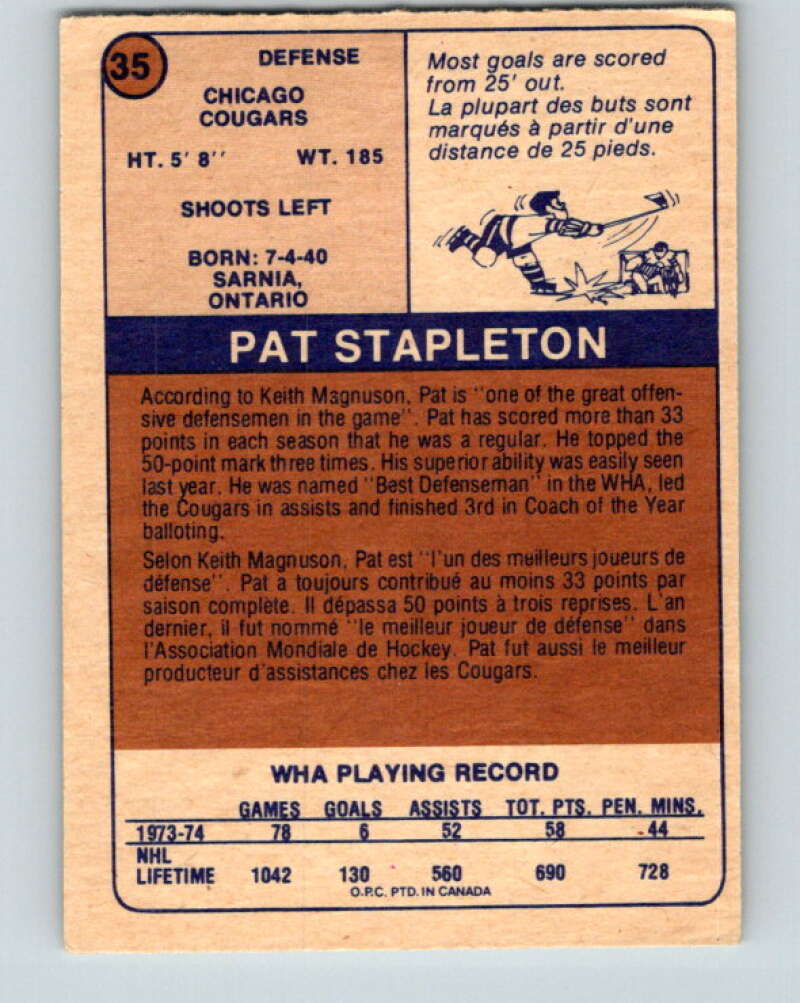 35
DEFENSE
CHICAGO
COUGARS
HT. 5' 8'' WT. 185
SHOOTS LEFT
BORN: 7-4-40
SARNIA,
ONTARIO
Most goals are scored
from 25' out.
La plupart des buts sont
marqués à partir d'une
distance de 25 pieds.
PAT STAPLETON
According to Keith Magnuson, Pat is ''one of the great offen-
sive defensemen in the game''. Pat has scored more than 33
points in each season that he was a regular. He topped the
50-point mark three times. His superior ability was easily seen
last year. He was named ''Best Defenseman'' in the WHA, led
the Cougars in assists and finished 3rd in Coach of the Year
balloting.
Selon Keith Magnuson, Pat est ''l'un des meilleurs joueurs de
défense''. Pat a toujours contribué au moins 33 points par
saison complète. Il dépassa 50 points à trois reprises. L'an
dernier, il fut nommé ''le meilleur joueur de défense'' dans
l'Association Mondiale de Hockey. Pat fut aussi le meilleur
producteur d'assistances chez les Cougars.
WHA PLAYING RECORD
GAMES GOALS ASSISTS TOT. PTS. PEN. MINS.
1973-74 78 6 52 58 44
NHL
LIFETIME 1042 130 560 690 728
O.P.C. PTD. IN CANADA